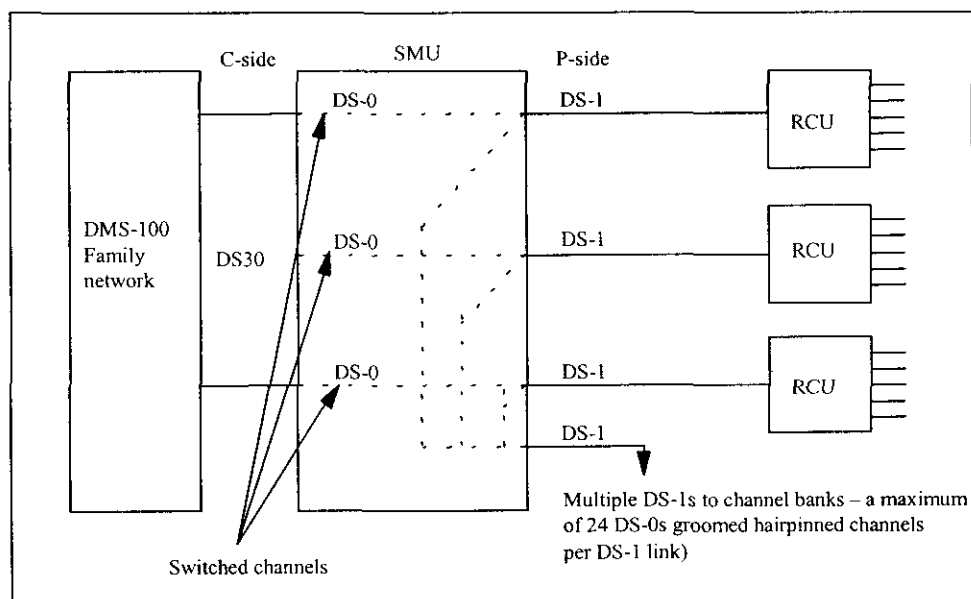 C-side
SMU
P-side
DS-0
DS-1
RCU
DMS-100
Family
network
DS30
DS-0
DS-1
RCU
DS-0
DS-1
RCU
DS-1
Multiple DS-1s to channel banks – a maximum
of 24 DS-0s groomed hairpinned channels
per DS-1 link)
Switched channels